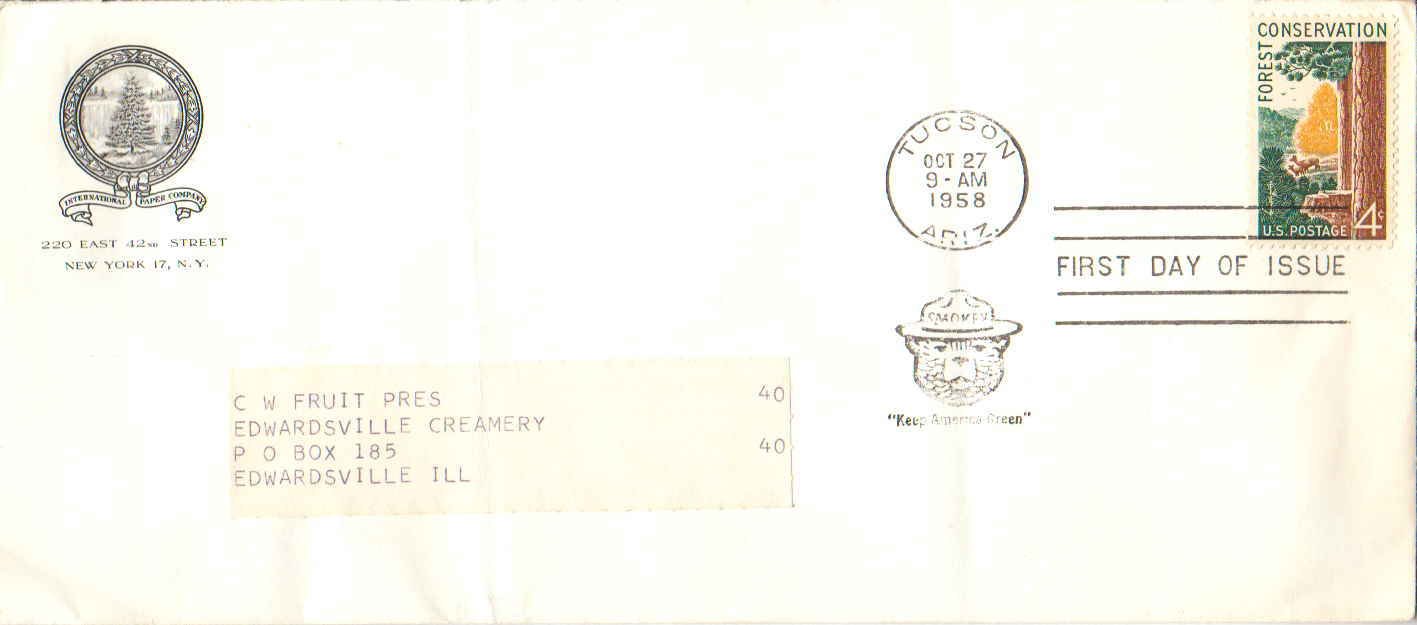 INTERNATIONAL PAPER COMPANY
220 EAST 42ND STREET
NEW YORK 17, N.Y.
TUCSON
OCT 27
9 - AM
1958
ARIZ.
FOREST CONSERVATION
U.S. POSTAGE 4c
FIRST DAY OF ISSUE
SMOKEY
"Keep America Green"
C W FRUIT PRES 40
EDWARDSVILLE CREAMERY
P O BOX 185 40
EDWARDSVILLE ILL